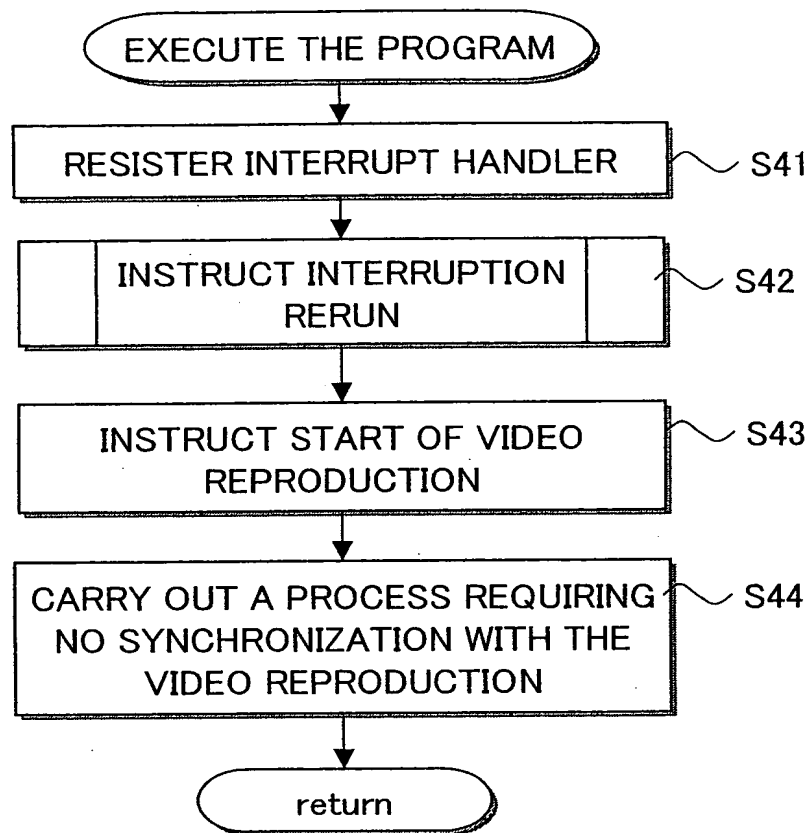 EXECUTE THE PROGRAM
RESISTER INTERRUPT HANDLER
S41
INSTRUCT INTERRUPTION
RERUN
S42
INSTRUCT START OF VIDEO
REPRODUCTION
S43
CARRY OUT A PROCESS REQUIRING
NO SYNCHRONIZATION WITH THE
VIDEO REPRODUCTION
S44
return